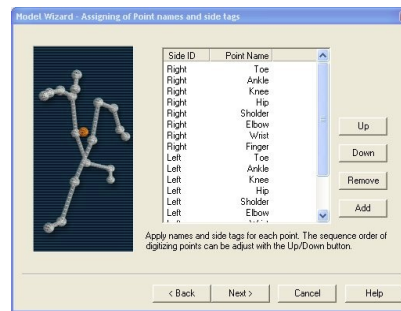 Model Wizard - Assigning of Point names and side tags
Side ID Point Name
Right Toe
Right Ankle
Right Knee
Right Hip
Right Sholder
Right Elbow
Right Wrist
Right Finger
Left Toe
Left Ankle
Left Knee
Left Hip
Left Sholder
Left Elbow
Up
Down
Remove
Add
Apply names and side tags for each point. The sequence order of
digitizing points can be adjust with the Up/Down button.
< Back Next > Cancel Help